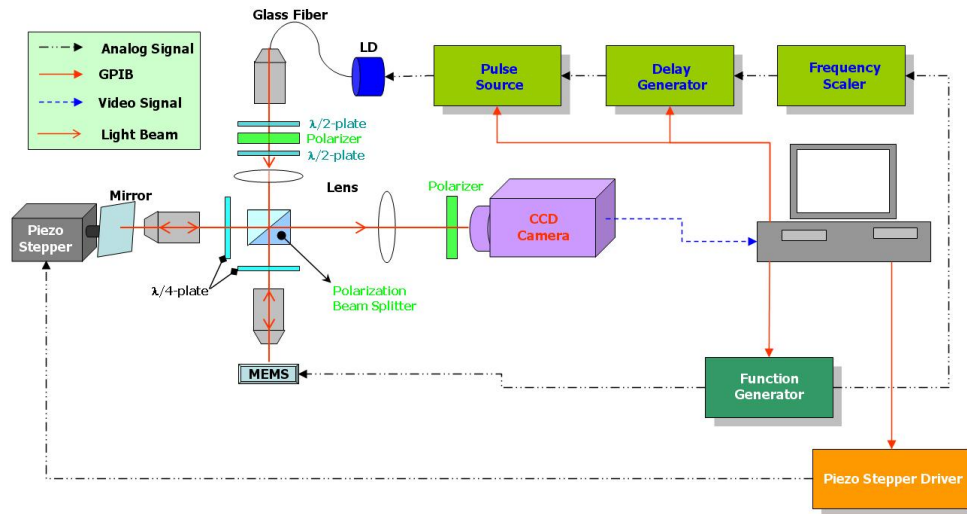 Analog Signal
GPIB
Video Signal
Light Beam
Glass Fiber
LD
Pulse
Source
Delay
Generator
Frequency
Scaler
λ/2-plate
Polarizer
λ/2-plate
Mirror
Lens
Polarizer
Piezo
Stepper
CCD
Camera
λ/4-plate
Polarization
Beam Splitter
MEMS
Function
Generator
Piezo Stepper Driver